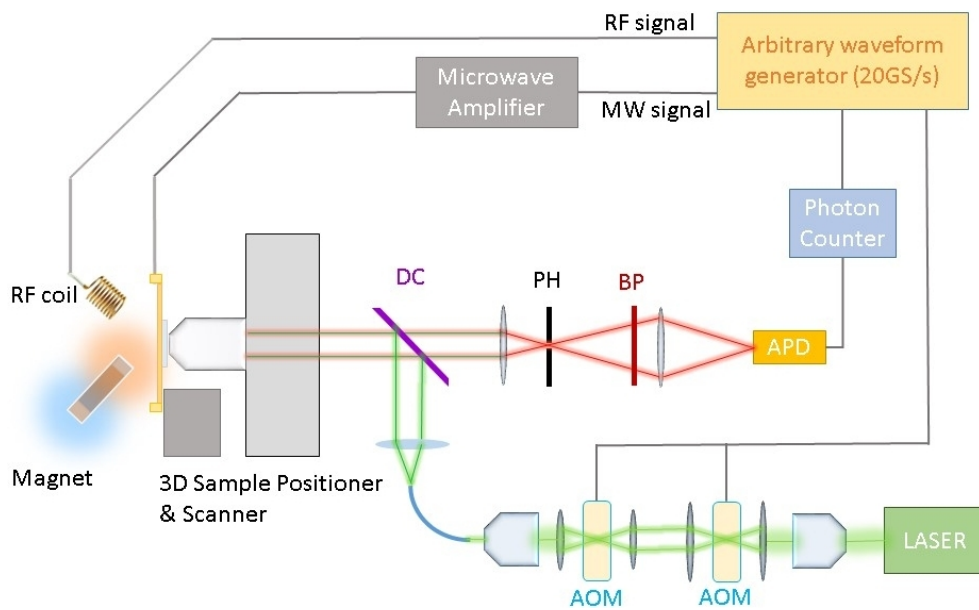 RF signal
Arbitrary waveform
generator (20GS/s)
Microwave
Amplifier
MW signal
Photon
Counter
RF coil
DC
PH
BP
APD
Magnet
3D Sample Positioner
& Scanner
LASER
AOM
AOM